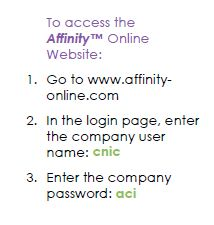 To access the
Affinity™ Online
Website:
1. Go to www.affinity-
online.com
2. In the login page, enter
the company user
name: cnic
3. Enter the company
password: aci